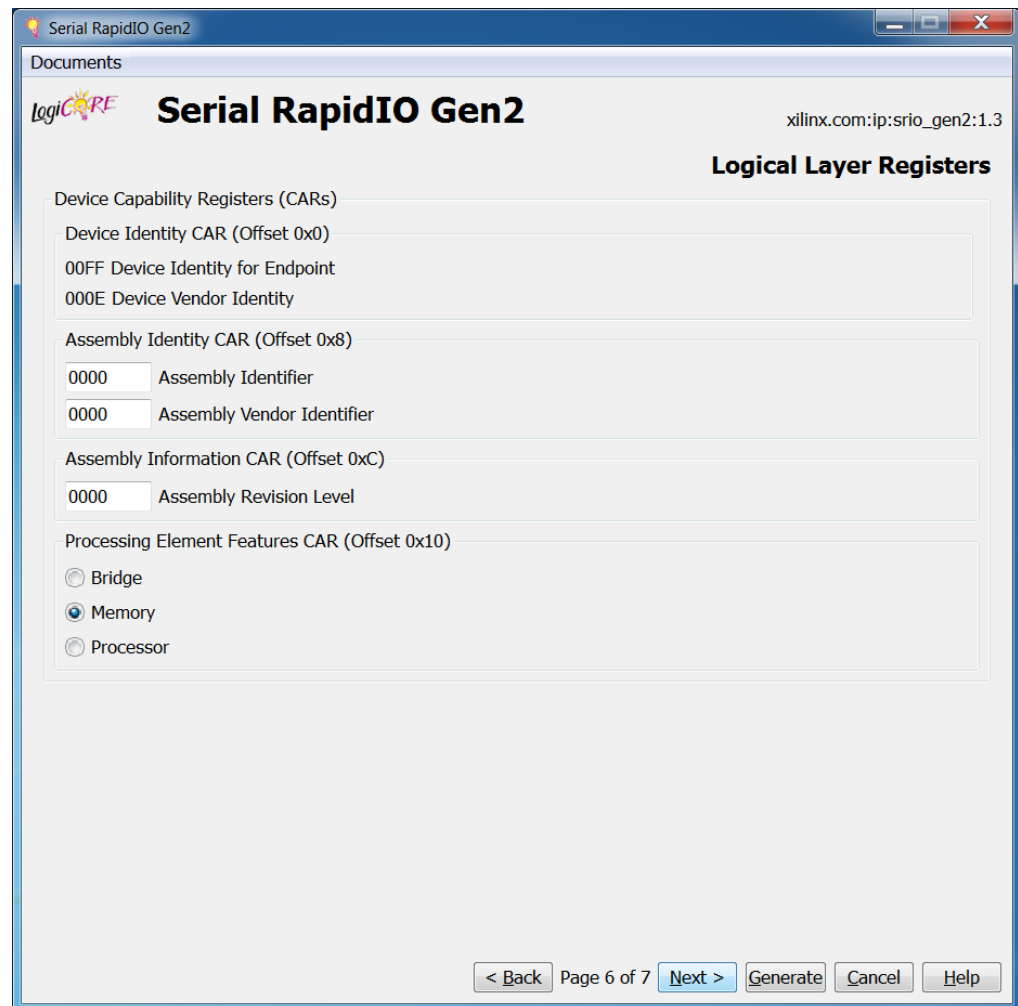 Serial RapidIO Gen2
Documents
LogiCORE
Serial RapidIO Gen2
xilinx.com:ip:srio_gen2:1.3
Logical Layer Registers
Device Capability Registers (CARs)
Device Identity CAR (Offset 0x0)
00FF Device Identity for Endpoint
000E Device Vendor Identity
Assembly Identity CAR (Offset 0x8)
0000 Assembly Identifier
0000 Assembly Vendor Identifier
Assembly Information CAR (Offset 0xC)
0000 Assembly Revision Level
Processing Element Features CAR (Offset 0x10)
Bridge
Memory
Processor
< Back Page 6 of 7 Next > Generate Cancel Help